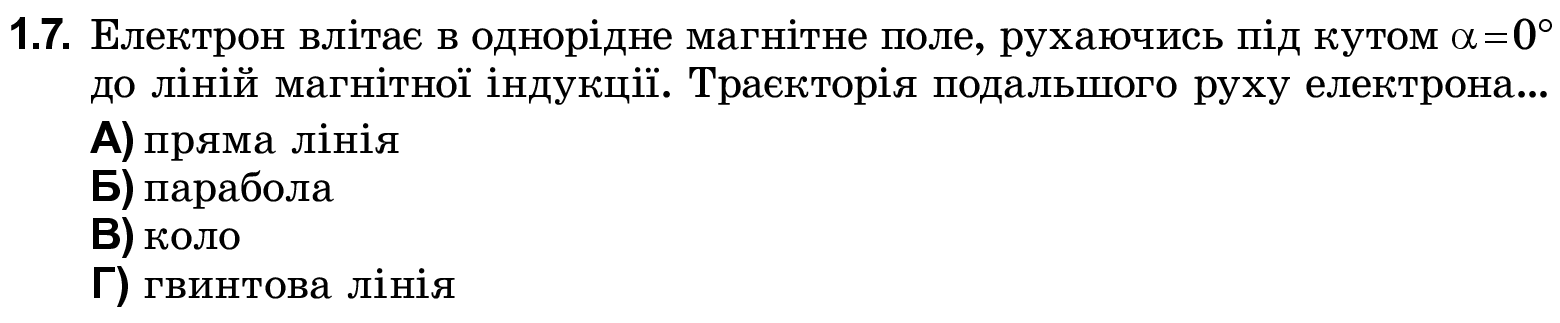 1.7. Електрон влітає в однорідне магнітне поле, рухаючись під кутом α=0°
до ліній магнітної індукції. Траєкторія подальшого руху електрона...
А) пряма лінія
Б) парабола
В) коло
Г) гвинтова лінія